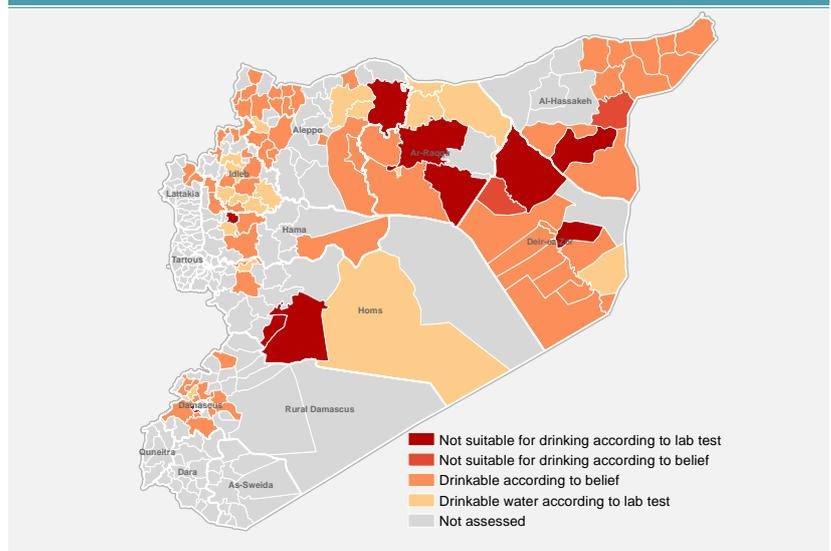 Al-Hassakeh
Aleppo
Ar-Raqqa
Idleb
Lattakia
Hama
Deir-ez-Zor
Tartous
Homs
Damascus
Rural Damascus
Quneitra
Dara
As-Sweida
Not suitable for drinking according to lab test
Not suitable for drinking according to belief
Drinkable according to belief
Drinkable water according to lab test
Not assessed